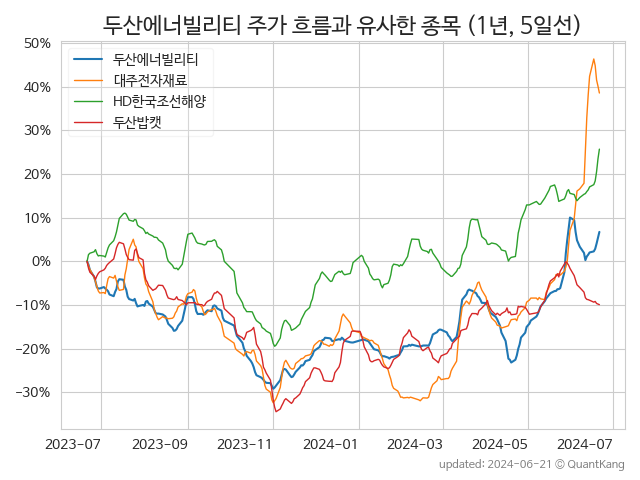 두산에너빌리티 주가 흐름과 유사한 종목 (1년, 5일선)
50%
40%
30%
20%
10%
0%
−10%
−20%
−30%
두산에너빌리티
대주전자재료
HD한국조선해양
두산밥캣
2023-07
2023-09
2023-11
2024-01
2024-03
2024-05
2024-07
updated: 2024-06-21 © QuantKang